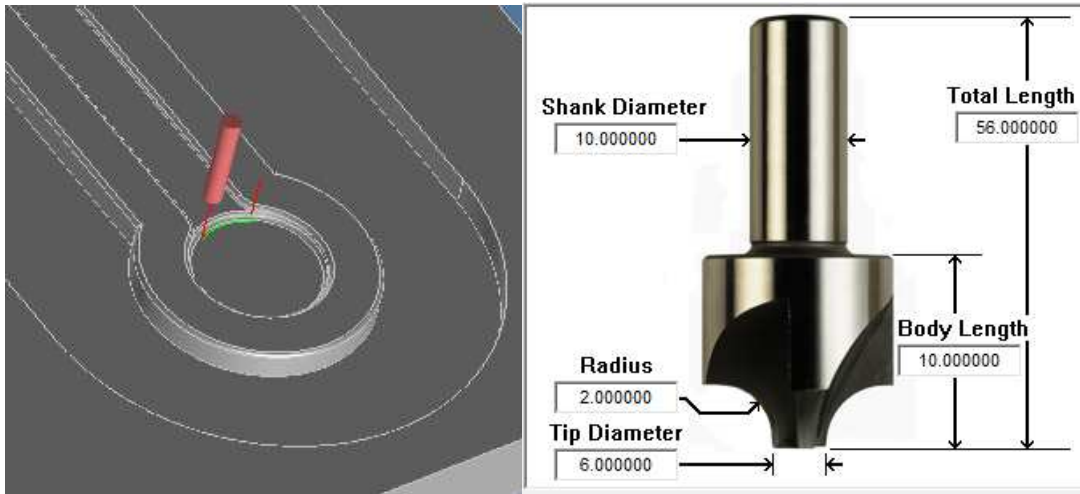 Shank Diameter
10.000000
Total Length
56.000000
Body Length
10.000000
Radius
2.000000
Tip Diameter
6.000000